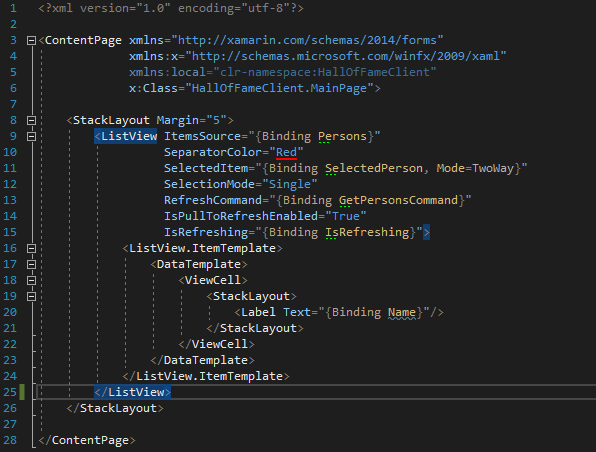 1 <?xml version="1.0" encoding="utf-8"?>
2
3 <ContentPage xmlns="http://xamarin.com/schemas/2014/forms"
4 xmlns:x="http://schemas.microsoft.com/winfx/2009/xaml"
5 xmlns:local="clr-namespace:HallOfFameClient"
6 x:Class="HallOfFameClient.MainPage">
7
8 <StackLayout Margin="5">
9 <ListView ItemsSource="{Binding Persons}"
10 SeparatorColor="Red"
11 SelectedItem="{Binding SelectedPerson, Mode=TwoWay}"
12 SelectionMode="Single"
13 RefreshCommand="{Binding GetPersonsCommand}"
14 IsPullToRefreshEnabled="True"
15 IsRefreshing="{Binding IsRefreshing}">
16 <ListView.ItemTemplate>
17 <DataTemplate>
18 <ViewCell>
19 <StackLayout>
20 <Label Text="{Binding Name}"/>
21 </StackLayout>
22 </ViewCell>
23 </DataTemplate>
24 </ListView.ItemTemplate>
25 </ListView>
26 </StackLayout>
27
28 </ContentPage>